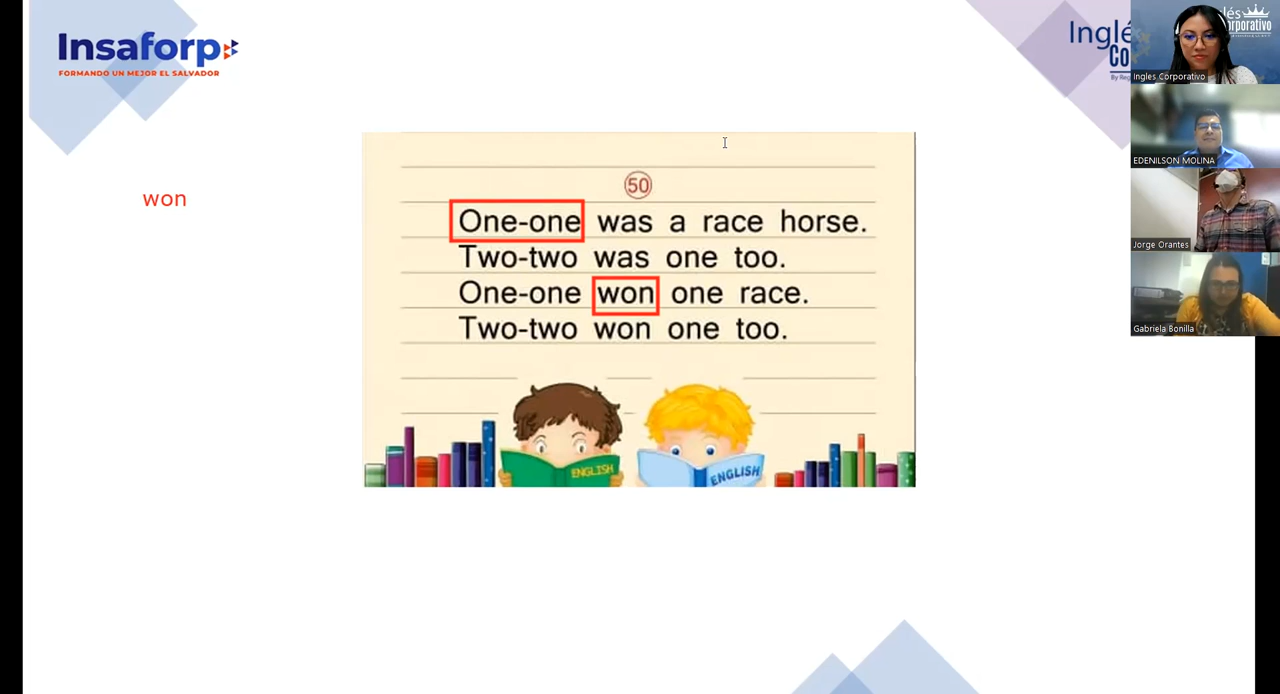 Insaforp
FORMANDO UN MEJOR EL SALVADOR
won
50
One-one was a race horse.
Two-two was one too.
One-one won one race.
Two-two won one too.
ENGLISH
ENGLISH
Ingles Corporativo
EDENILSON MOLINA
Jorge Orantes
Gabriela Bonilla